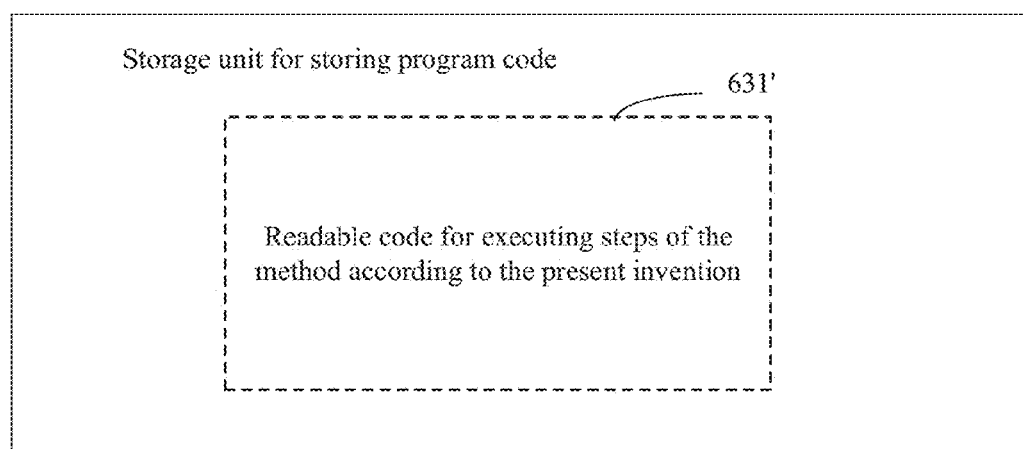 Storage unit for storing program code
631'
Readable code for executing steps of the
method according to the present invention